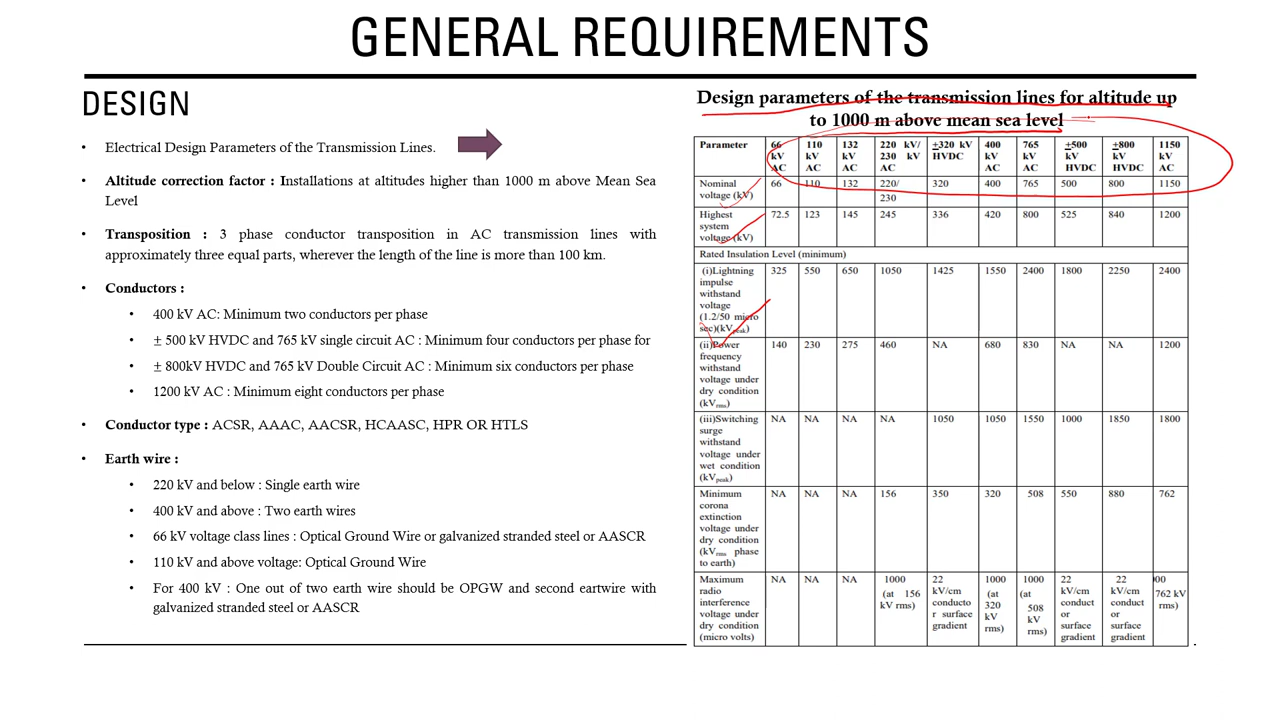 GENERAL REQUIREMENTS
DESIGN
• Electrical Design Parameters of the Transmission Lines.
• Altitude correction factor : Installations at altitudes higher than 1000 m above Mean Sea
Level
• Transposition : 3 phase conductor transposition in AC transmission lines with
approximately three equal parts, wherever the length of the line is more than 100 km.
• Conductors :
• 400 kV AC: Minimum two conductors per phase
• ± 500 kV HVDC and 765 kV single circuit AC : Minimum four conductors per phase for
• ± 800kV HVDC and 765 kV Double Circuit AC : Minimum six conductors per phase
• 1200 kV AC : Minimum eight conductors per phase
• Conductor type : ACSR, AAAC, AACSR, HCAASC, HPR OR HTLS
• Earth wire :
• 220 kV and below : Single earth wire
• 400 kV and above : Two earth wires
• 66 kV voltage class lines : Optical Ground Wire or galvanized stranded steel or AASCR
• 110 kV and above voltage: Optical Ground Wire
• For 400 kV : One out of two earth wire should be OPGW and second eartwire with
galvanized stranded steel or AASCR
Design parameters of the transmission lines for altitude up
to 1000 m above mean sea level
Parameter 66 110 132 220 kV/ ±320 kV 400 765 ±500 ±800 1150
kV kV kV 230 kV HVDC kV kV kV kV kV
AC AC AC AC AC AC HVDC HVDC AC
Nominal 66 110 132 220/ 320 400 765 500 800 1150
voltage (kV) 230
Highest 72.5 123 145 245 336 420 800 525 840 1200
system
voltage (kV)
Rated Insulation Level (minimum)
(i)Lightning 325 550 650 1050 1425 1550 2400 1800 2250 2400
impulse
withstand
voltage
(1.2/50 micro
sec)(kVpeak)
(ii)Power 140 230 275 460 NA 680 830 NA NA 1200
frequency
withstand
voltage under
dry condition
(kVrms)
(iii)Switching NA NA NA NA 1050 1050 1550 1000 1850 1800
surge
withstand
voltage under
wet condition
(kVpeak)
Minimum NA NA NA 156 350 320 508 550 880 762
corona
extinction
voltage under
dry condition
(kVrms phase
to earth)
Maximum NA NA NA 1000 22 1000 1000 22 22 00
radio (at 156 kV/cm (at (at kV/cm kV/cm 762 kV
interference kV rms) conducto 320 508 conduct conduct rms)
voltage under r surface kV kV or or
dry condition gradient rms) rms) surface surface
(micro volts) gradient gradient